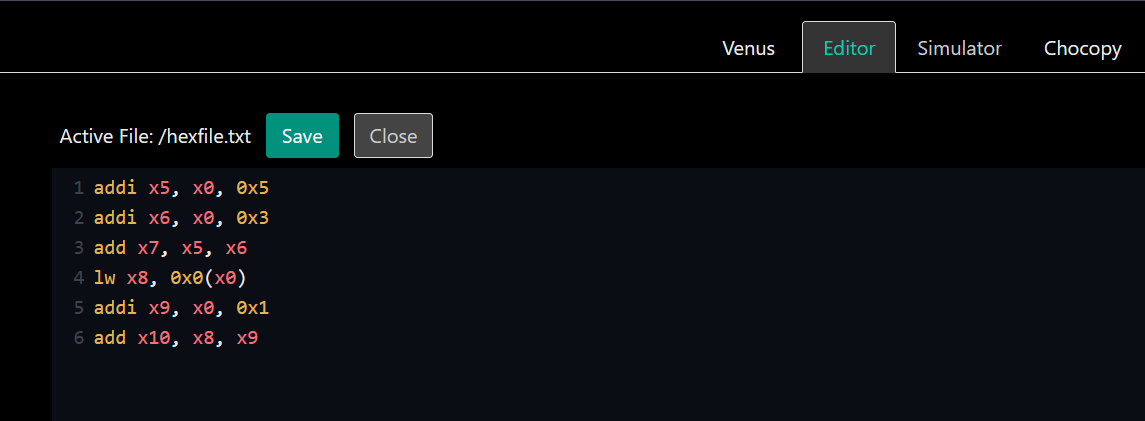 Venus Editor Simulator Chocopy
Active File: /hexfile.txt Save Close
1 addi x5, x0, 0x5
2 addi x6, x0, 0x3
3 add x7, x5, x6
4 lw x8, 0x0(x0)
5 addi x9, x0, 0x1
6 add x10, x8, x9